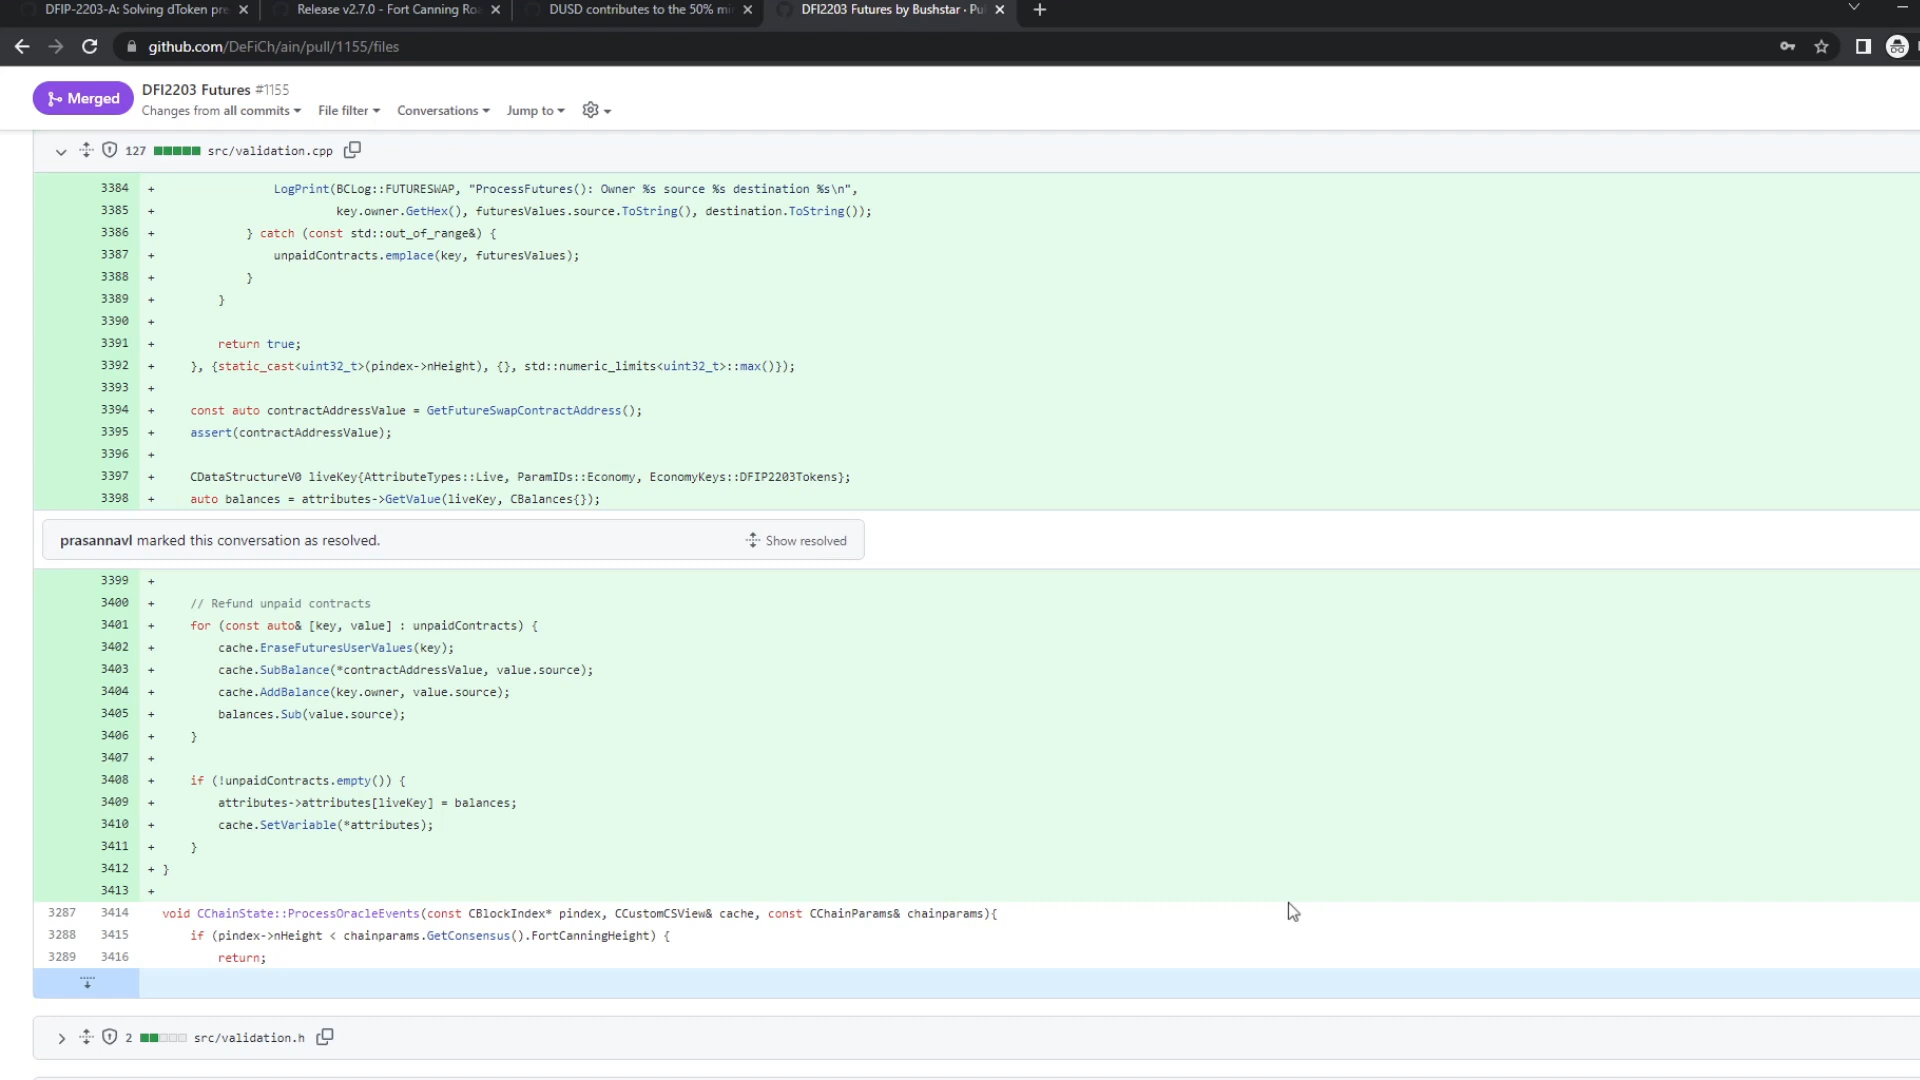 DFIP-2203-A: Solving dToken pre
Release v2.7.0 - Fort Canning Roa
DUSD contributes to the 50% mi
DFI2203 Futures by Bushstar · Pu
github.com/DeFiCh/ain/pull/1155/files
Merged
DFI2203 Futures #1155
Changes from all commits File filter Conversations Jump to
127 src/validation.cpp
3384 + LogPrint(BCLog::FUTURESWAP, "ProcessFutures(): Owner %s source %s destination %s\n",
3385 + key.owner.GetHex(), futuresValues.source.ToString(), destination.ToString());
3386 + } catch (const std::out_of_range&) {
3387 + unpaidContracts.emplace(key, futuresValues);
3388 + }
3389 + }
3390 +
3391 + return true;
3392 + }, {static_cast<uint32_t>(pindex->nHeight), {}, std::numeric_limits<uint32_t>::max()});
3393 +
3394 + const auto contractAddressValue = GetFutureSwapContractAddress();
3395 + assert(contractAddressValue);
3396 +
3397 + CDataStructureV0 liveKey{AttributeTypes::Live, ParamIDs::Economy, EconomyKeys::DFIP2203Tokens};
3398 + auto balances = attributes->GetValue(liveKey, CBalances{});
prasannavl marked this conversation as resolved. Show resolved
3399 +
3400 + // Refund unpaid contracts
3401 + for (const auto& [key, value] : unpaidContracts) {
3402 + cache.EraseFuturesUserValues(key);
3403 + cache.SubBalance(*contractAddressValue, value.source);
3404 + cache.AddBalance(key.owner, value.source);
3405 + balances.Sub(value.source);
3406 + }
3407 +
3408 + if (!unpaidContracts.empty()) {
3409 + attributes->attributes[liveKey] = balances;
3410 + cache.SetVariable(*attributes);
3411 + }
3412 + }
3413 +
3287 3414 void CChainState::ProcessOracleEvents(const CBlockIndex* pindex, CCustomCSView& cache, const CChainParams& chainparams){
3288 3415 if (pindex->nHeight < chainparams.GetConsensus().FortCanningHeight) {
3289 3416 return;
2 src/validation.h